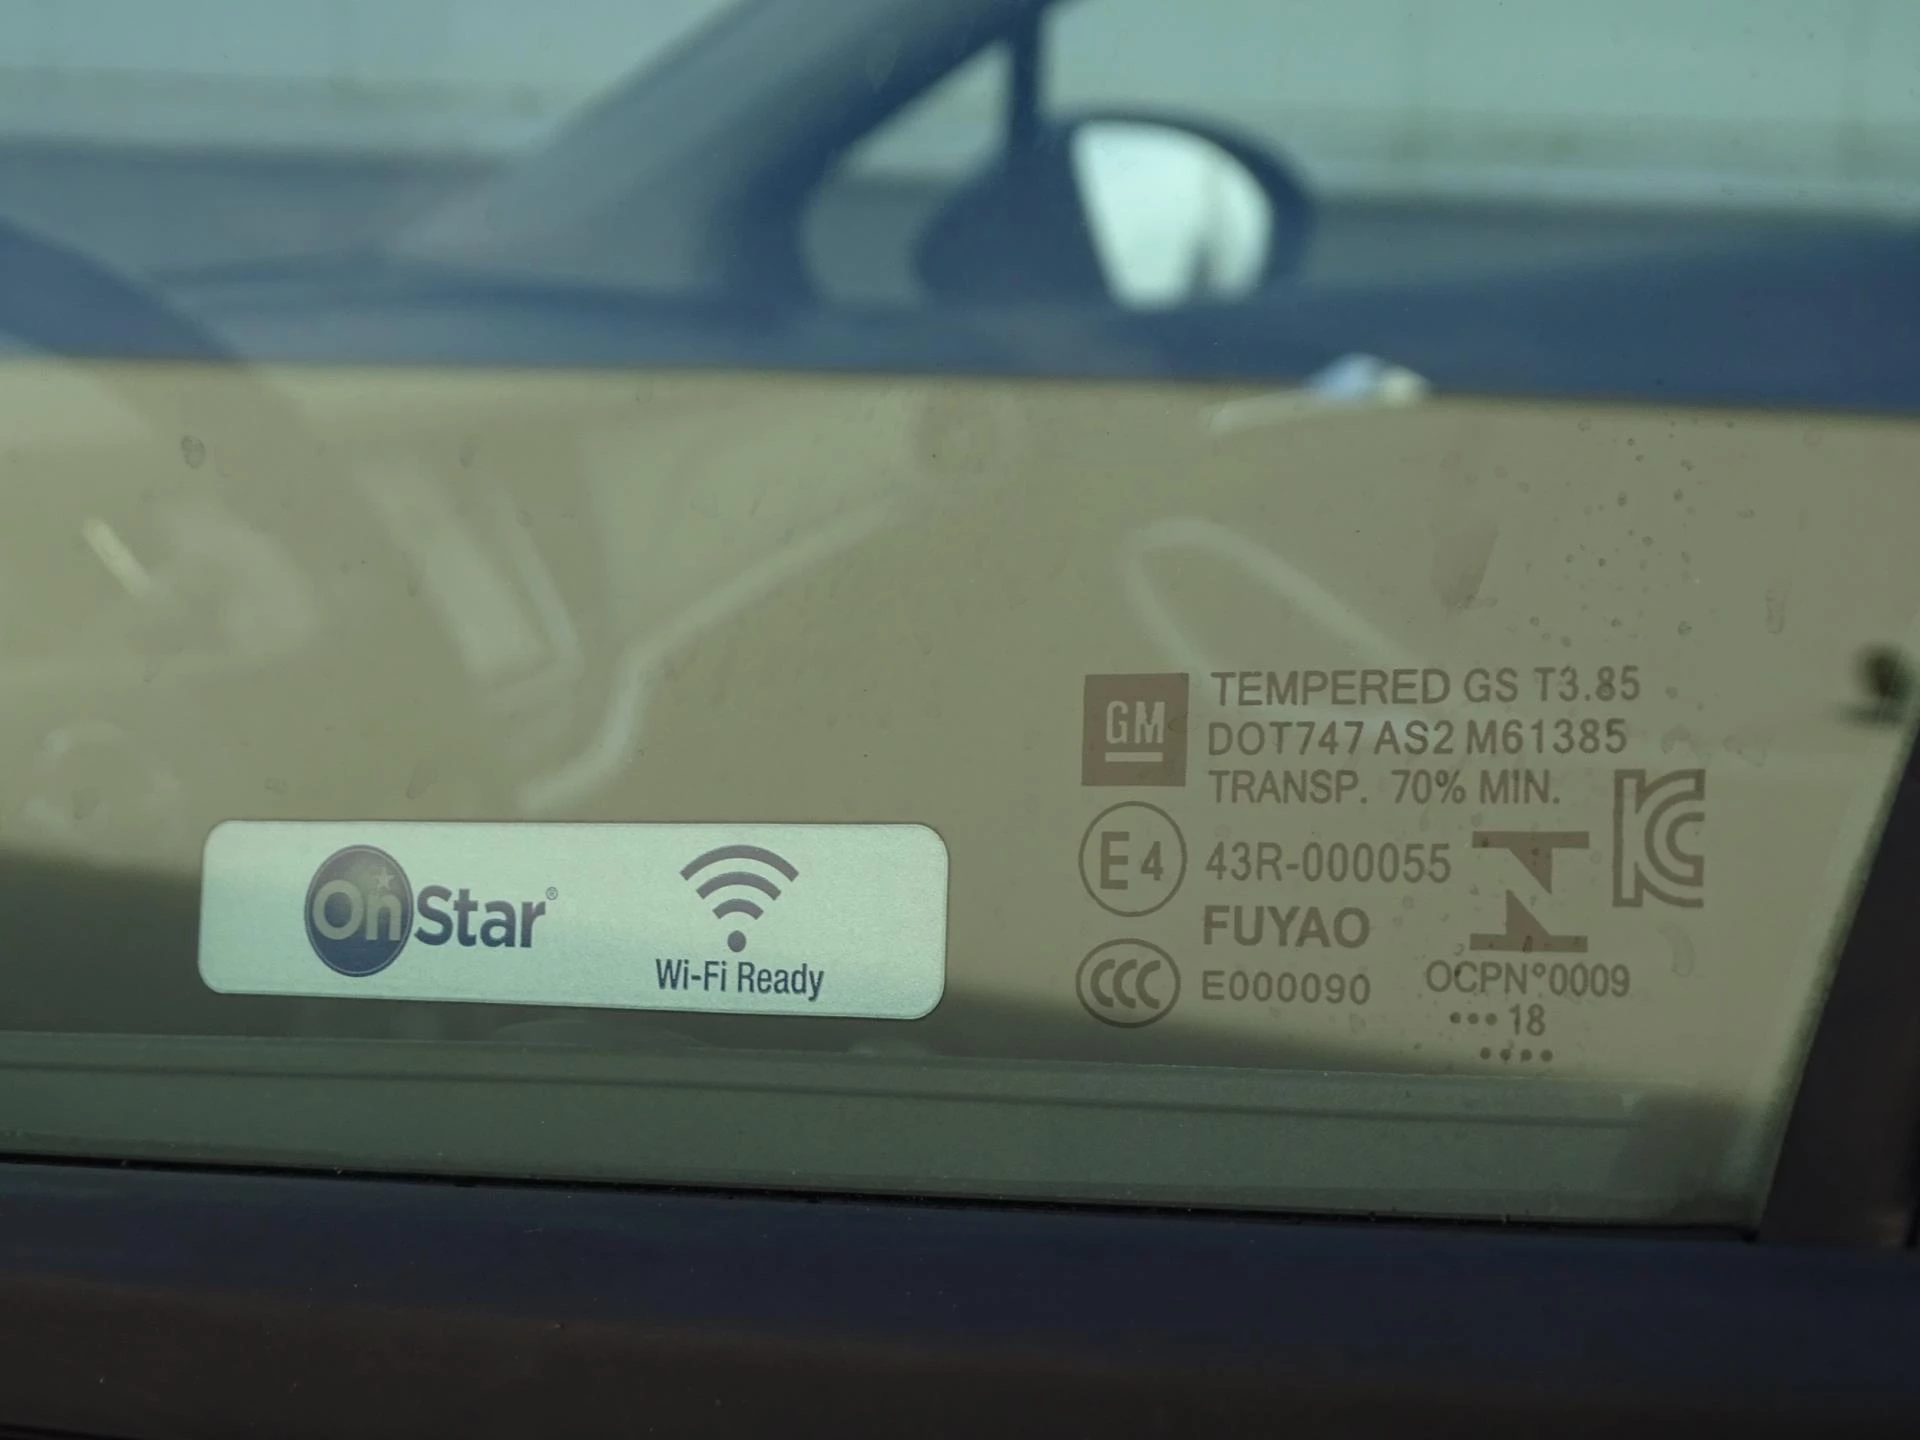 OnStar®
Wi-Fi Ready
GM
TEMPERED GS T3.85
DOT747 AS2 M61385
TRANSP. 70% MIN.
E4 43R-000055
FUYAO
CCC E000090
KC
OCPN°0009
••• 18
••••